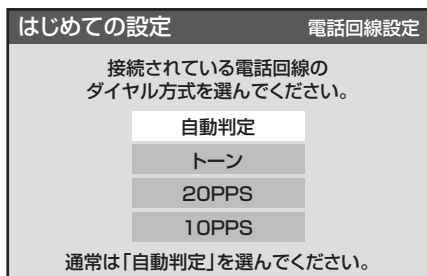 はじめての設定 電話回線設定
接続されている電話回線の
ダイヤル方式を選んでください。
自動判定
トーン
20PPS
10PPS
通常は「自動判定」を選んでください。